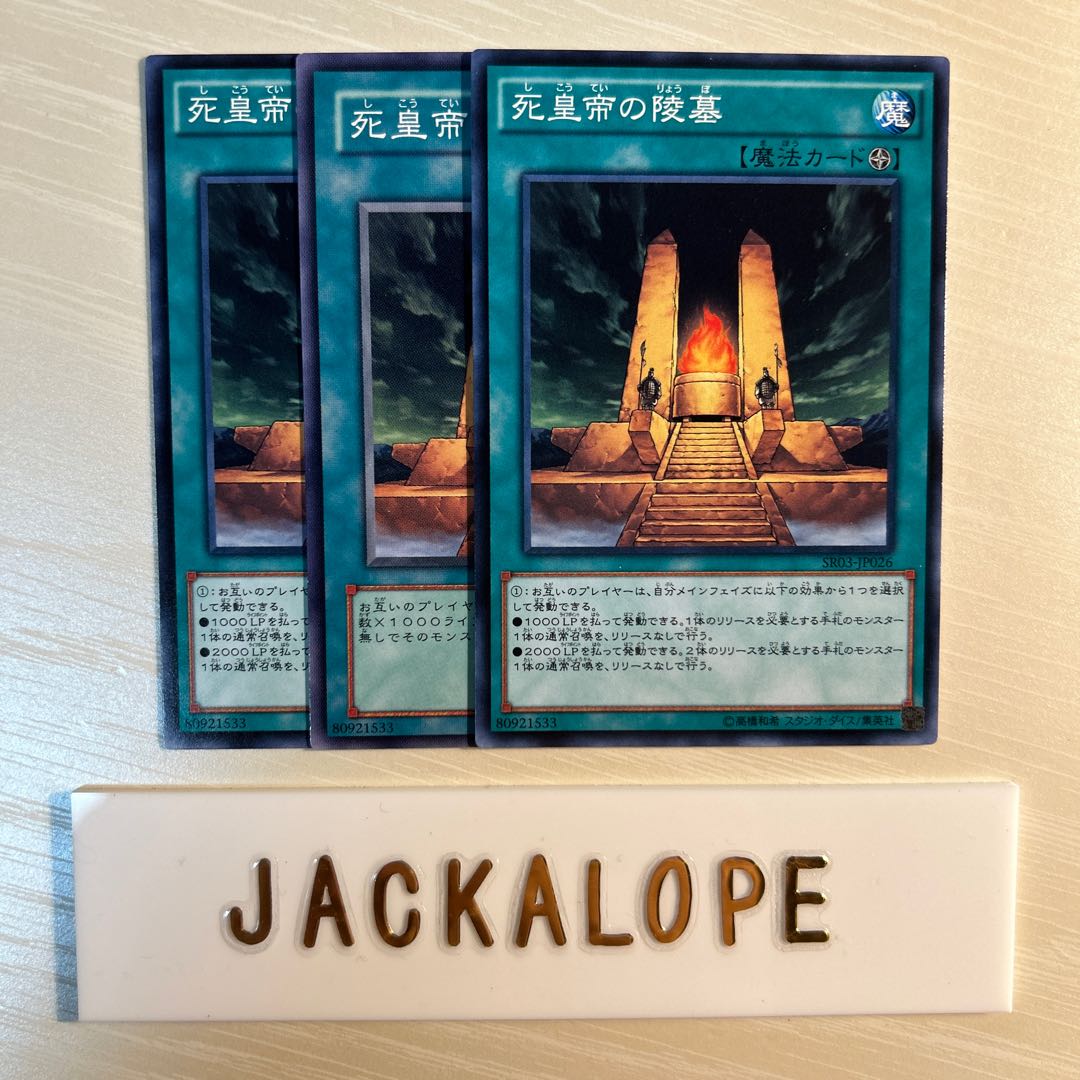 死皇帝
死皇帝
死皇帝の陵墓
魔
【魔法カード】
SR03-JP026
①:お互いのプレイヤ
して発動できる。
●1000LPを払って
1体の通常召喚を、リ
●2000LPを払って
1体の通常召喚を、リ
80921533
お互いのプレイヤ
数×1000ライ
無しでそのモンス
80921533
①:お互いのプレイヤーは、自分メインフェイズに以下の効果から1つを選択
して発動できる。
●1000LPを払って発動できる。1体のリリースを必要とする手札のモンスター
1体の通常召喚を、リリースなしで行う。
●2000LPを払って発動できる。2体のリリースを必要とする手札のモンスター
1体の通常召喚を、リリースなしで行う。
80921533
©高橋和希 スタジオ・ダイス/集英社
JACKALOPE